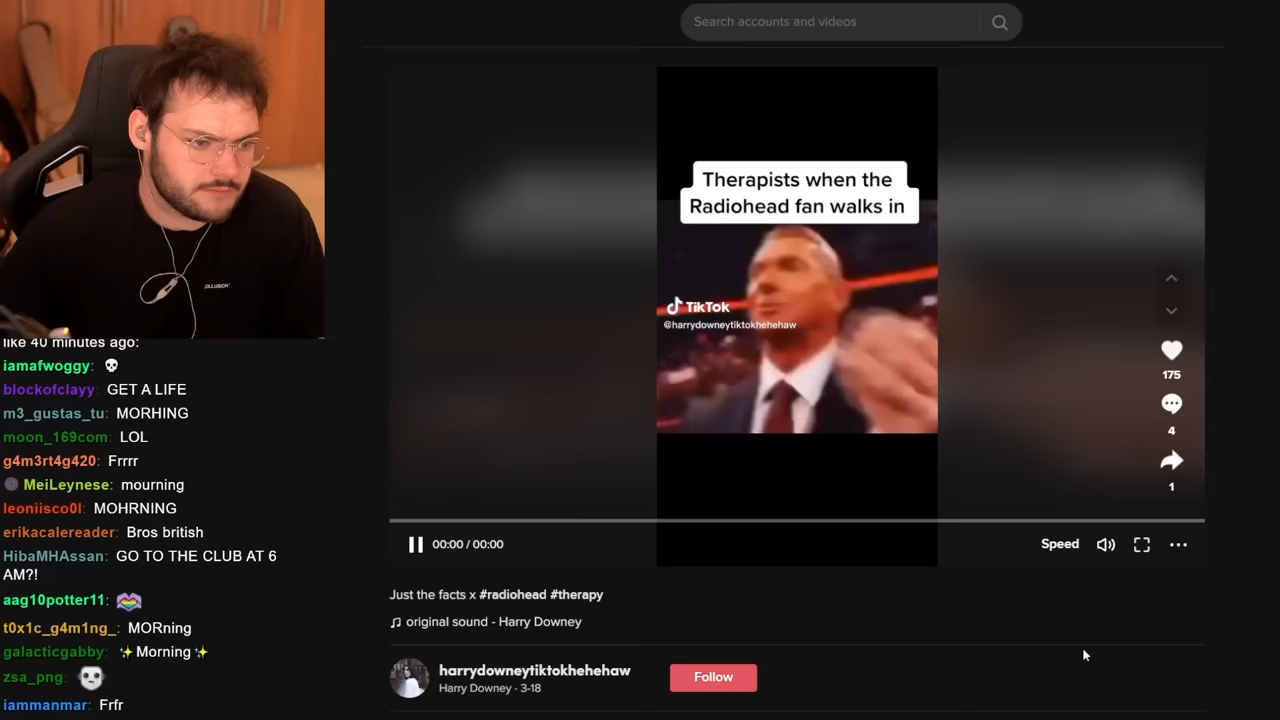 Search accounts and videos
Therapists when the
Radiohead fan walks in
TikTok
@harrydowneytiktokhehehaw
175
4
1
00:00 / 00:00
Speed
Just the facts x #radiohead #therapy
original sound - Harry Downey
harrydowneytiktokhehehaw
Harry Downey · 3-18
Follow
like 40 minutes ago:
iamafwoggy:
blockofclayy: GET A LIFE
m3_gustas_tu: MORHING
moon_169com: LOL
g4m3rt4g420: Frrrr
MeiLeynese: mourning
leoniisco0l: MOHRNING
erikacalereader: Bros british
HibaMHAssan: GO TO THE CLUB AT 6
AM?!
aag10potter11:
t0x1c_g4m1ng_: MORning
galacticgabby: ✨Morning✨
zsa_png:
iammanmar: Frfr